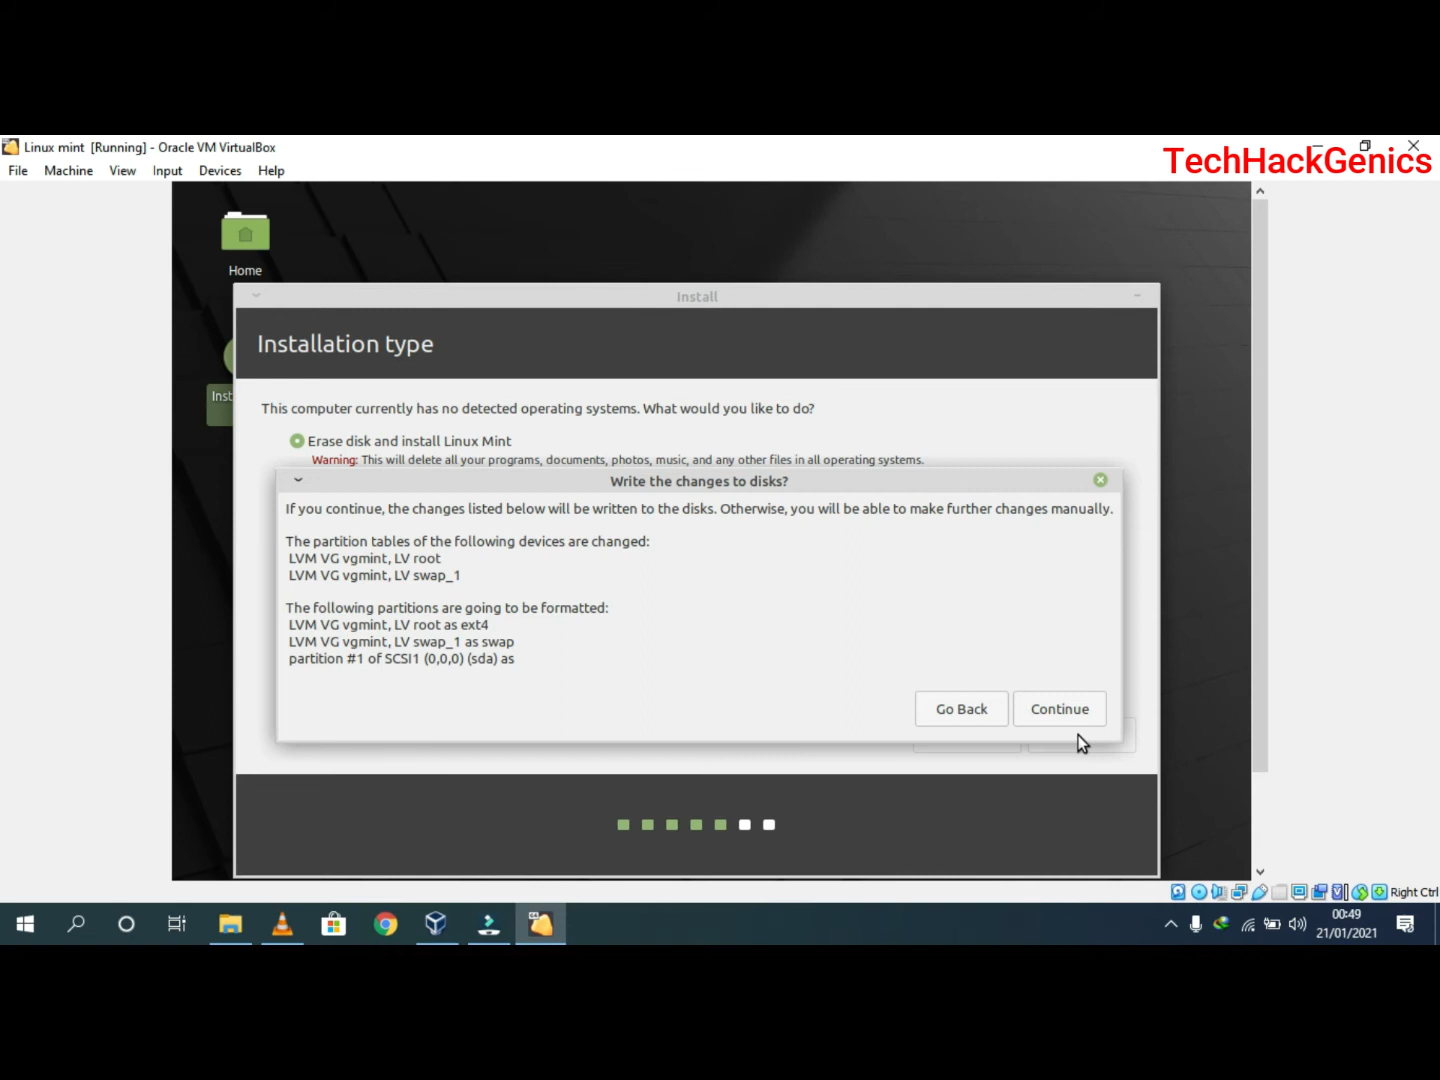 Linux mint [Running] - Oracle VM VirtualBox
TechHackGenics
File Machine View Input Devices Help
Home
Install
Installation type
This computer currently has no detected operating systems. What would you like to do?
Inst
Erase disk and install Linux Mint
Warning: This will delete all your programs, documents, photos, music, and any other files in all operating systems.
Write the changes to disks?
If you continue, the changes listed below will be written to the disks. Otherwise, you will be able to make further changes manually.
The partition tables of the following devices are changed:
LVM VG vgmint, LV root
LVM VG vgmint, LV swap_1
The following partitions are going to be formatted:
LVM VG vgmint, LV root as ext4
LVM VG vgmint, LV swap_1 as swap
partition #1 of SCSI1 (0,0,0) (sda) as
Go Back Continue
Right Ctrl
00:49
21/01/2021